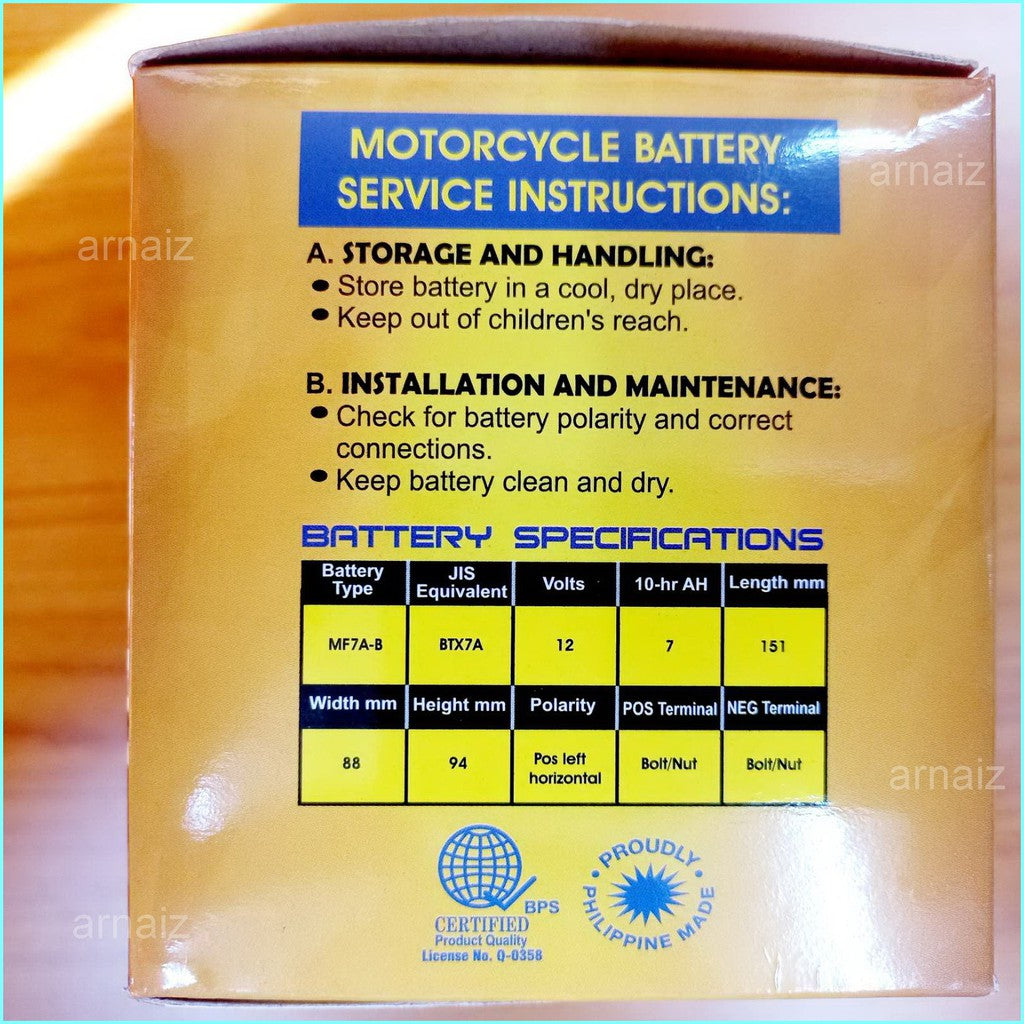 MOTORCYCLE BATTERY
SERVICE INSTRUCTIONS:
arnaiz
arnaiz
A. STORAGE AND HANDLING:
• Store battery in a cool, dry place.
• Keep out of children's reach.
B. INSTALLATION AND MAINTENANCE:
• Check for battery polarity and correct
connections.
• Keep battery clean and dry.
BATTERY SPECIFICATIONS
Battery Type JIS Equivalent Volts 10-hr AH Length mm
MF7A-B BTX7A 12 7 151
Width mm Height mm Polarity POS Terminal NEG Terminal
88 94 Pos left horizontal Bolt/Nut Bolt/Nut
arnaiz
BPS
CERTIFIED
Product Quality
License No. Q-0358
PROUDLY
PHILIPPINE MADE
arnaiz